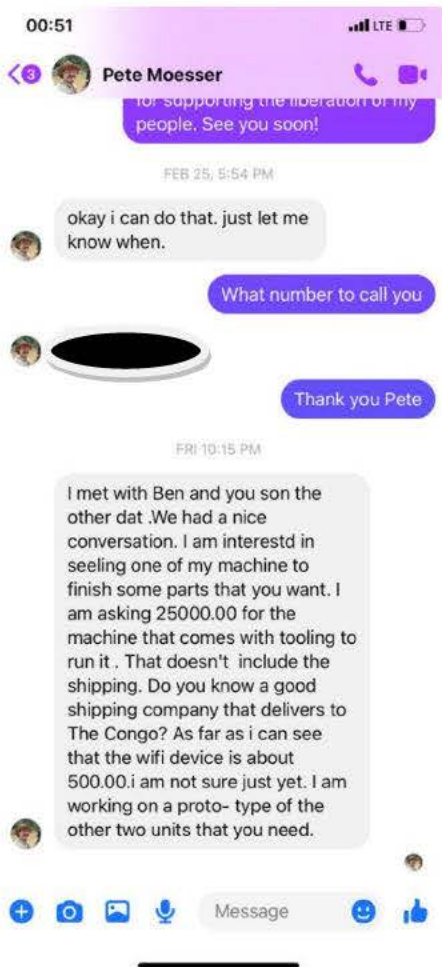 00:51
LTE
3
Pete Moesser
for supporting the liberation of my
people. See you soon!
FEB 25, 5:54 PM
okay i can do that. just let me
know when.
What number to call you
Thank you Pete
FRI 10:15 PM
I met with Ben and you son the
other dat .We had a nice
conversation. I am interestd in
seeling one of my machine to
finish some parts that you want. I
am asking 25000.00 for the
machine that comes with tooling to
run it . That doesn't include the
shipping. Do you know a good
shipping company that delivers to
The Congo? As far as i can see
that the wifi device is about
500.00.i am not sure just yet. I am
working on a proto- type of the
other two units that you need.
Message